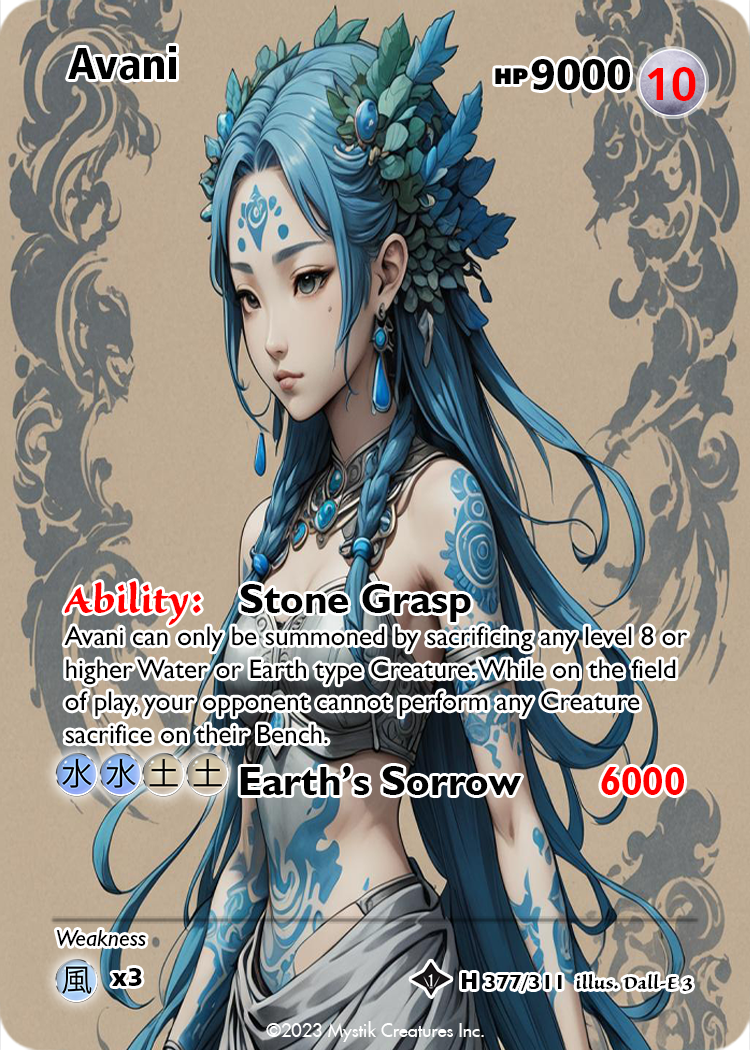 Avani HP 9000 10
Ability: Stone Grasp
Avani can only be summoned by sacrificing any level 8 or
higher Water or Earth type Creature. While on the field
of play, your opponent cannot perform any Creature
sacrifice on their Bench.
水 水 土 土 Earth's Sorrow 6000
Weakness
風 x3 1 H 377/311 illus. Dall-E 3
©2023 Mystik Creatures Inc.